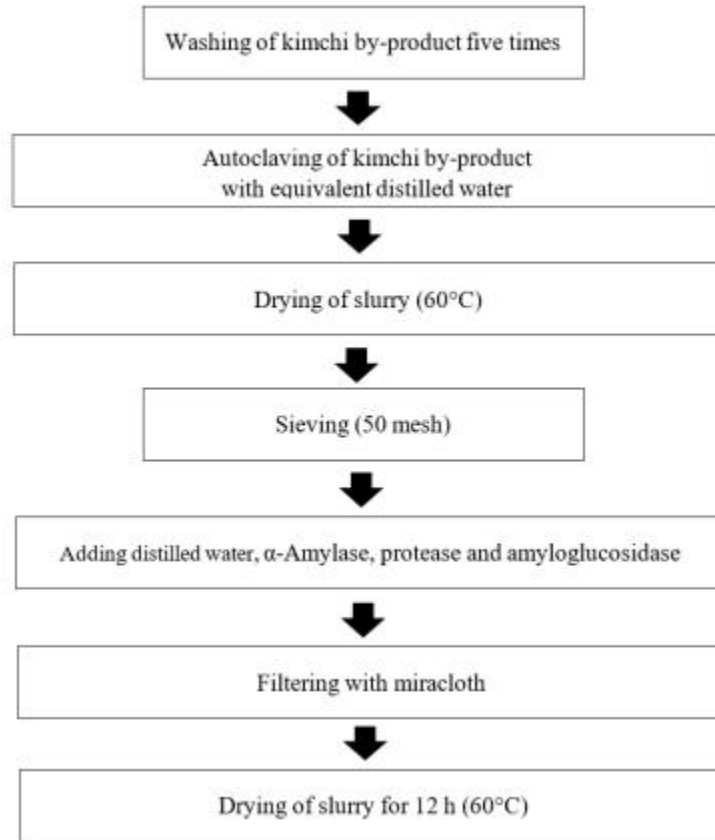 Washing of kimchi by-product five times
Autoclaving of kimchi by-product
with equivalent distilled water
Drying of slurry (60°C)
Sieving (50 mesh)
Adding distilled water, α-Amylase, protease and amyloglucosidase
Filtering with miracloth
Drying of slurry for 12 h (60°C)